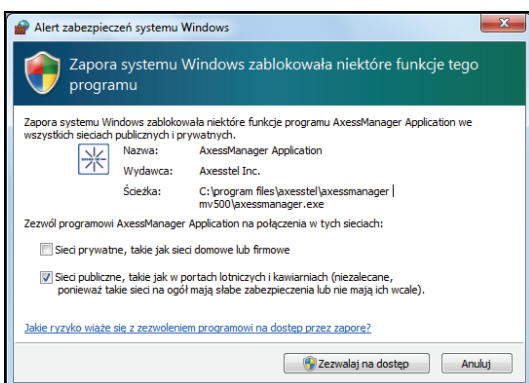 Alert zabezpieczeń systemu Windows
Zapora systemu Windows zablokowała niektóre funkcje tego
programu
Zapora systemu Windows zablokowała niektóre funkcje programu AxessManager Application we
wszystkich sieciach publicznych i prywatnych.
Nazwa: AxessManager Application
Wydawca: Axesstel Inc.
Ścieżka: C:\program files\axesstel\axessmanager |
mv500\axessmanager.exe
Zezwól programowi AxessManager Application na połączenia w tych sieciach:
Sieci prywatne, takie jak sieci domowe lub firmowe
Sieci publiczne, takie jak w portach lotniczych i kawiarniach (niezalecane,
ponieważ takie sieci na ogół mają słabe zabezpieczenia lub nie mają ich wcale).
Jakie ryzyko wiąże się z zezwoleniem programowi na dostęp przez zaporę?
Zezwalaj na dostęp Anuluj